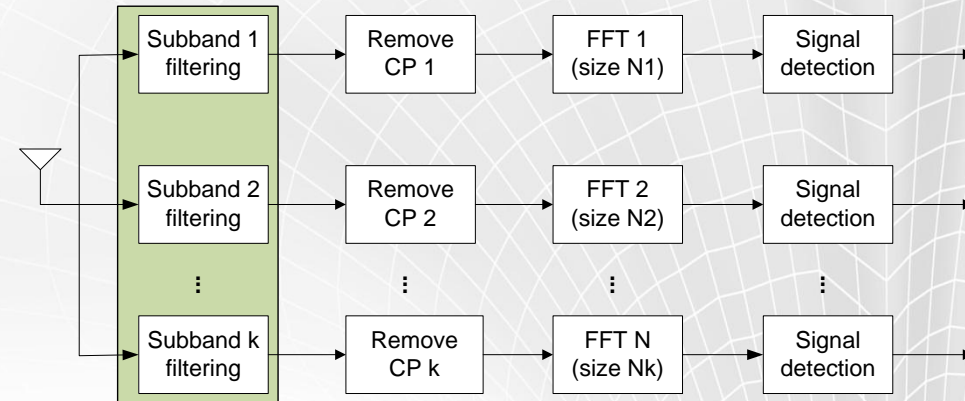 Subband 1
filtering
Remove
CP 1
FFT 1
(size N1)
Signal
detection
Subband 2
filtering
Remove
CP 2
FFT 2
(size N2)
Signal
detection
Subband k
filtering
Remove
CP k
FFT N
(size Nk)
Signal
detection